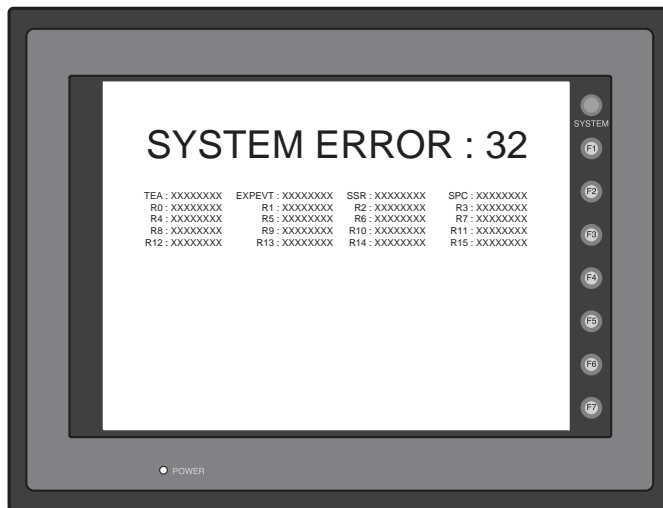 SYSTEM ERROR : 32
TEA : XXXXXXXX EXPEVT : XXXXXXXX SSR : XXXXXXXX SPC : XXXXXXXX
R0 : XXXXXXXX R1 : XXXXXXXX R2 : XXXXXXXX R3 : XXXXXXXX
R4 : XXXXXXXX R5 : XXXXXXXX R6 : XXXXXXXX R7 : XXXXXXXX
R8 : XXXXXXXX R9 : XXXXXXXX R10 : XXXXXXXX R11 : XXXXXXXX
R12 : XXXXXXXX R13 : XXXXXXXX R14 : XXXXXXXX R15 : XXXXXXXX
SYSTEM
F1
F2
F3
F4
F5
F6
F7
POWER